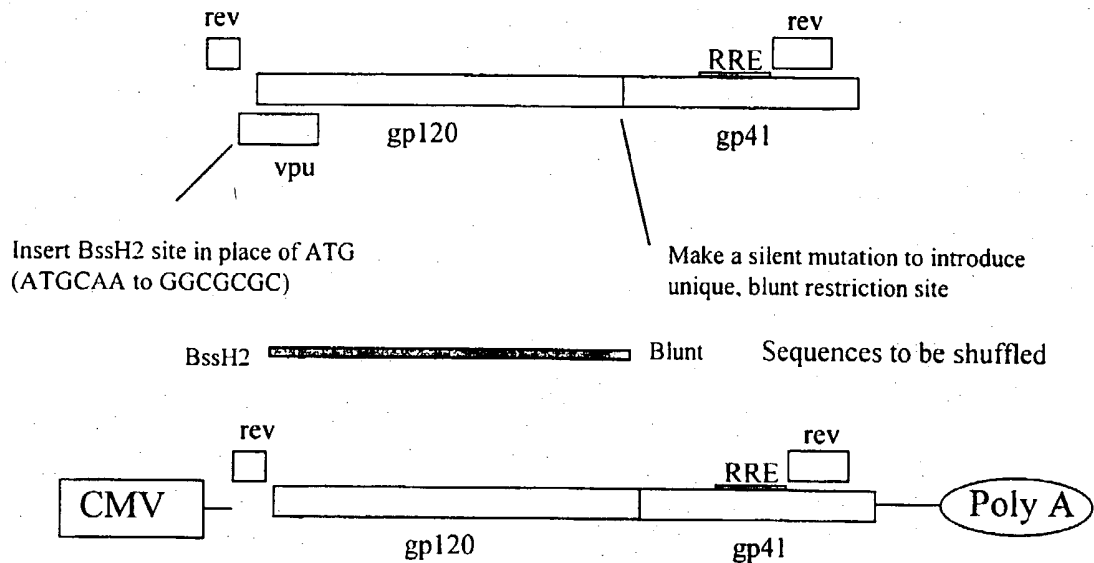 rev
rev
RRE
gp120
gp41
vpu
Insert BssH2 site in place of ATG
(ATGCAA to GGCGCGC)
Make a silent mutation to introduce
unique, blunt restriction site
BssH2
Blunt
Sequences to be shuffled
rev
rev
RRE
CMV
Poly A
gp120
gp41